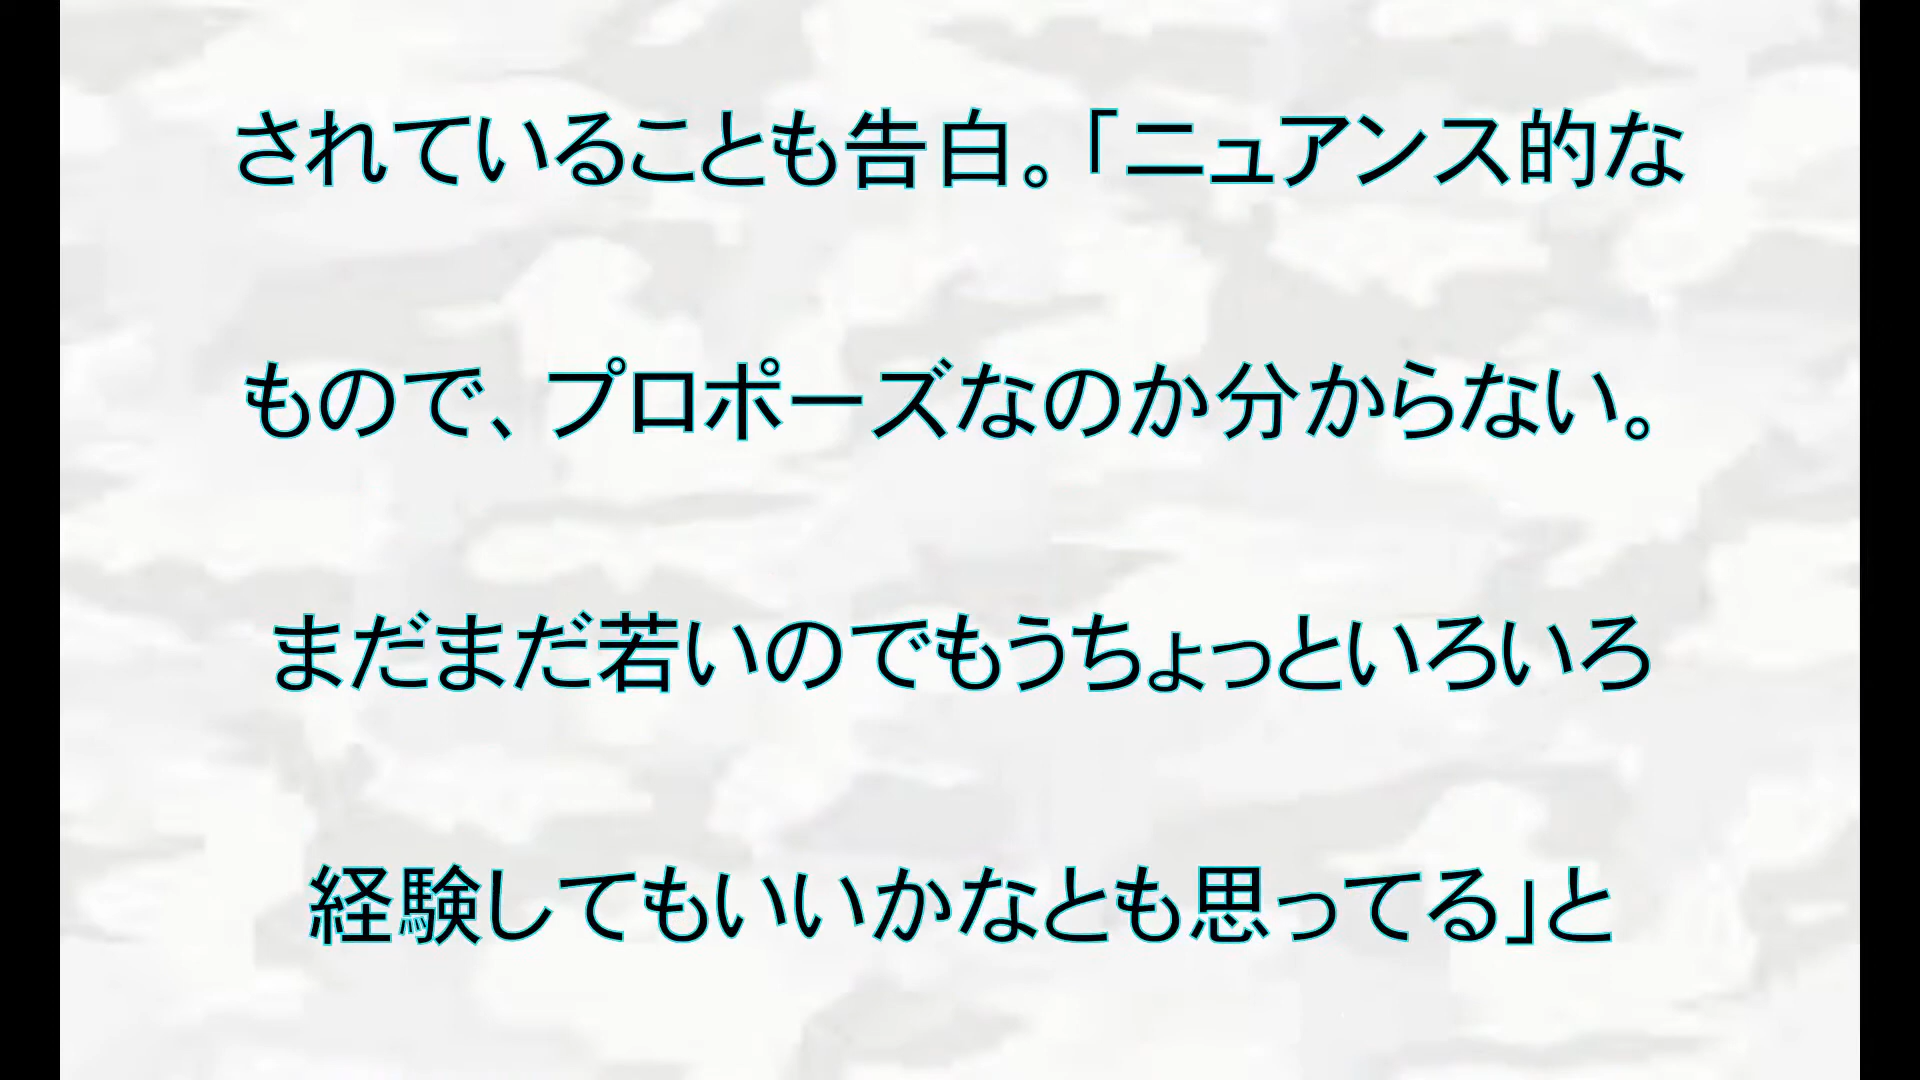 されていることも告白。「ニュアンス的な
もので、プロポーズなのか分からない。
まだまだ若いのでもうちょっといろいろ
経験してもいいかなとも思ってる」と